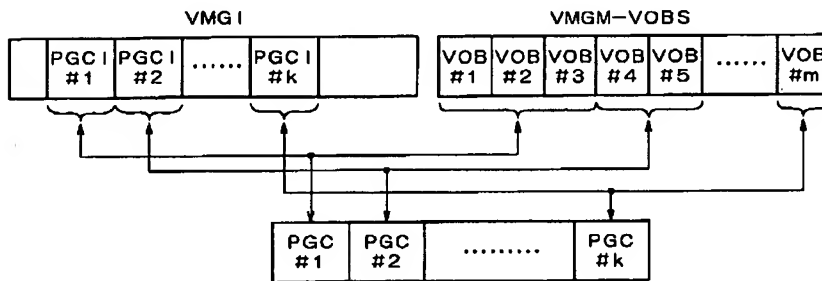 VMGI
VMGM-VOBS
PGCI PGCI PGCI
#1 #2 ...... #k
VOB VOB VOB VOB VOB VOB
#1 #2 #3 #4 #5 ...... #m
PGC PGC PGC
#1 #2 ......... #k